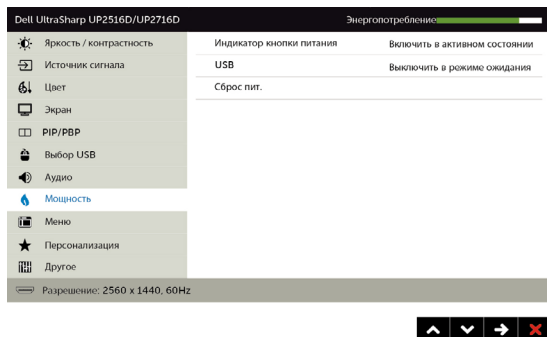 Dell UltraSharp UP2516D/UP2716D Энергопотребление
Яркость / контрастность
Источник сигнала
Цвет
Экран
PIP/PBP
Выбор USB
Аудио
Мощность
Меню
Персонализация
Другое
Индикатор кнопки питания Включить в активном состоянии
USB Выключить в режиме ожидания
Сброс пит.
Разрешение: 2560 x 1440, 60Hz